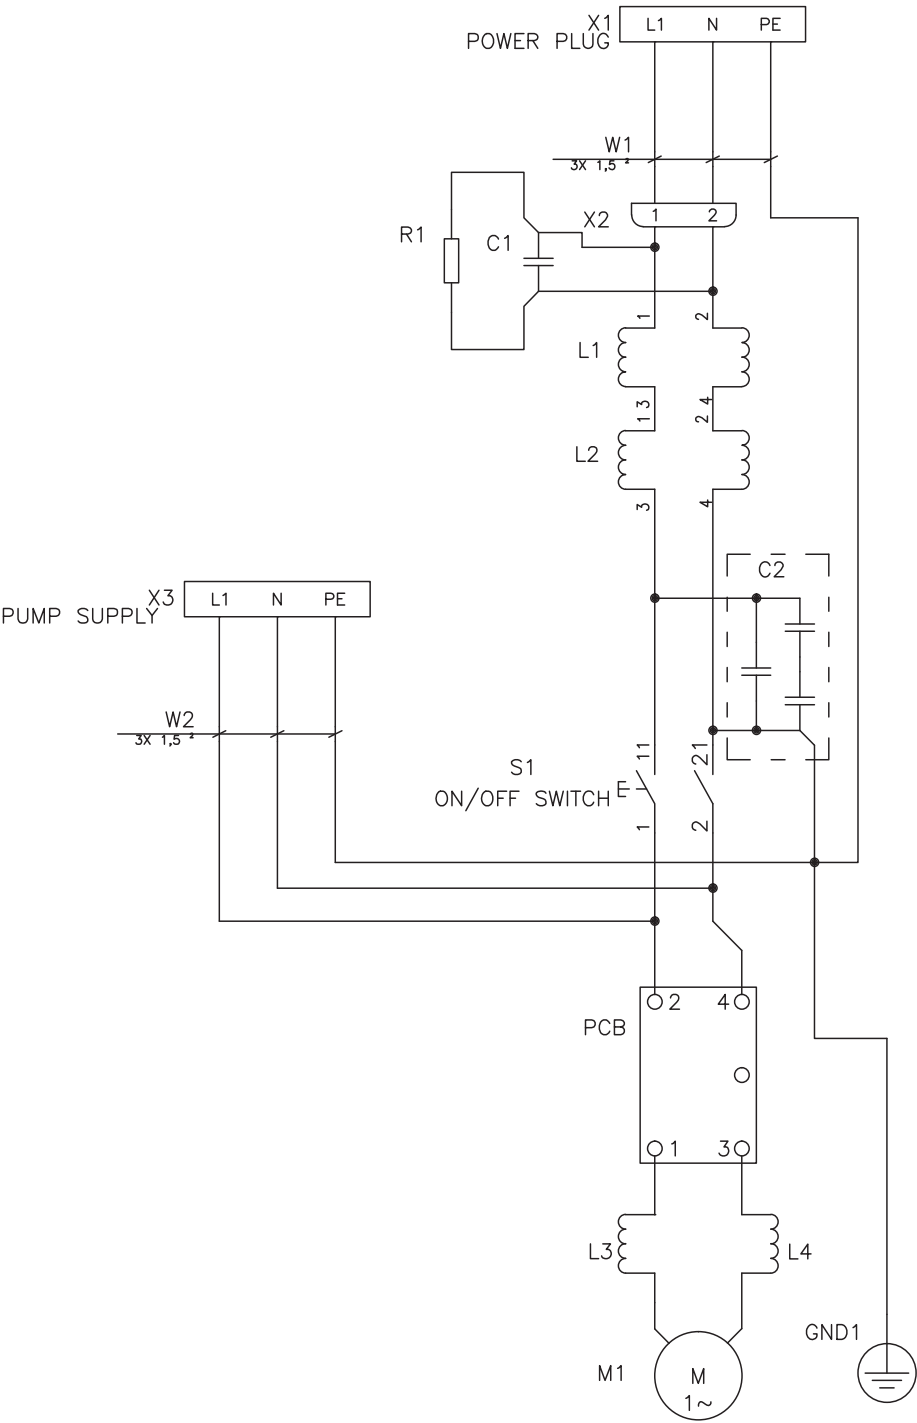 X1 L1 N PE
POWER PLUG
W1
3X 1,5 ²
X2 1 2
R1 C1
1 2
L1
3 4
1 2
L2
3 4
C2
X3 L1 N PE
PUMP SUPPLY
W2
3X 1,5 ²
11 21
S1
ON/OFF SWITCH
1 2
2 4
PCB
1 3
L3 L4
GND1
M1 M
1~